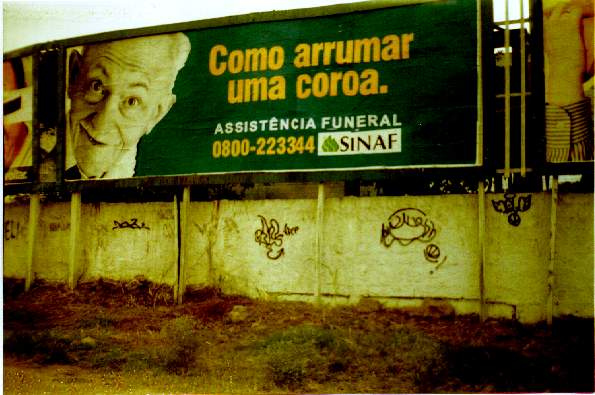 Como arrumar
uma coroa.
ASSISTÊNCIA FUNERAL
0800-223344 SINAF